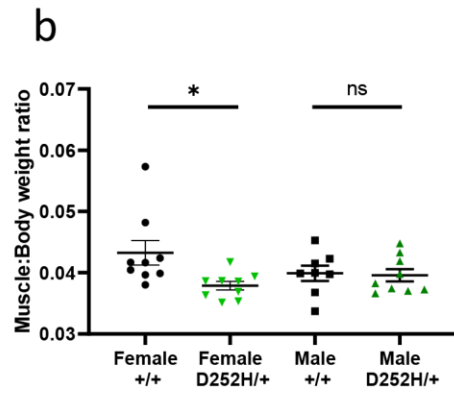 b
Muscle:Body weight ratio
0.07
0.06
0.05
0.04
0.03
*
ns
Female
+/+
Female
D252H/+
Male
+/+
Male
D252H/+